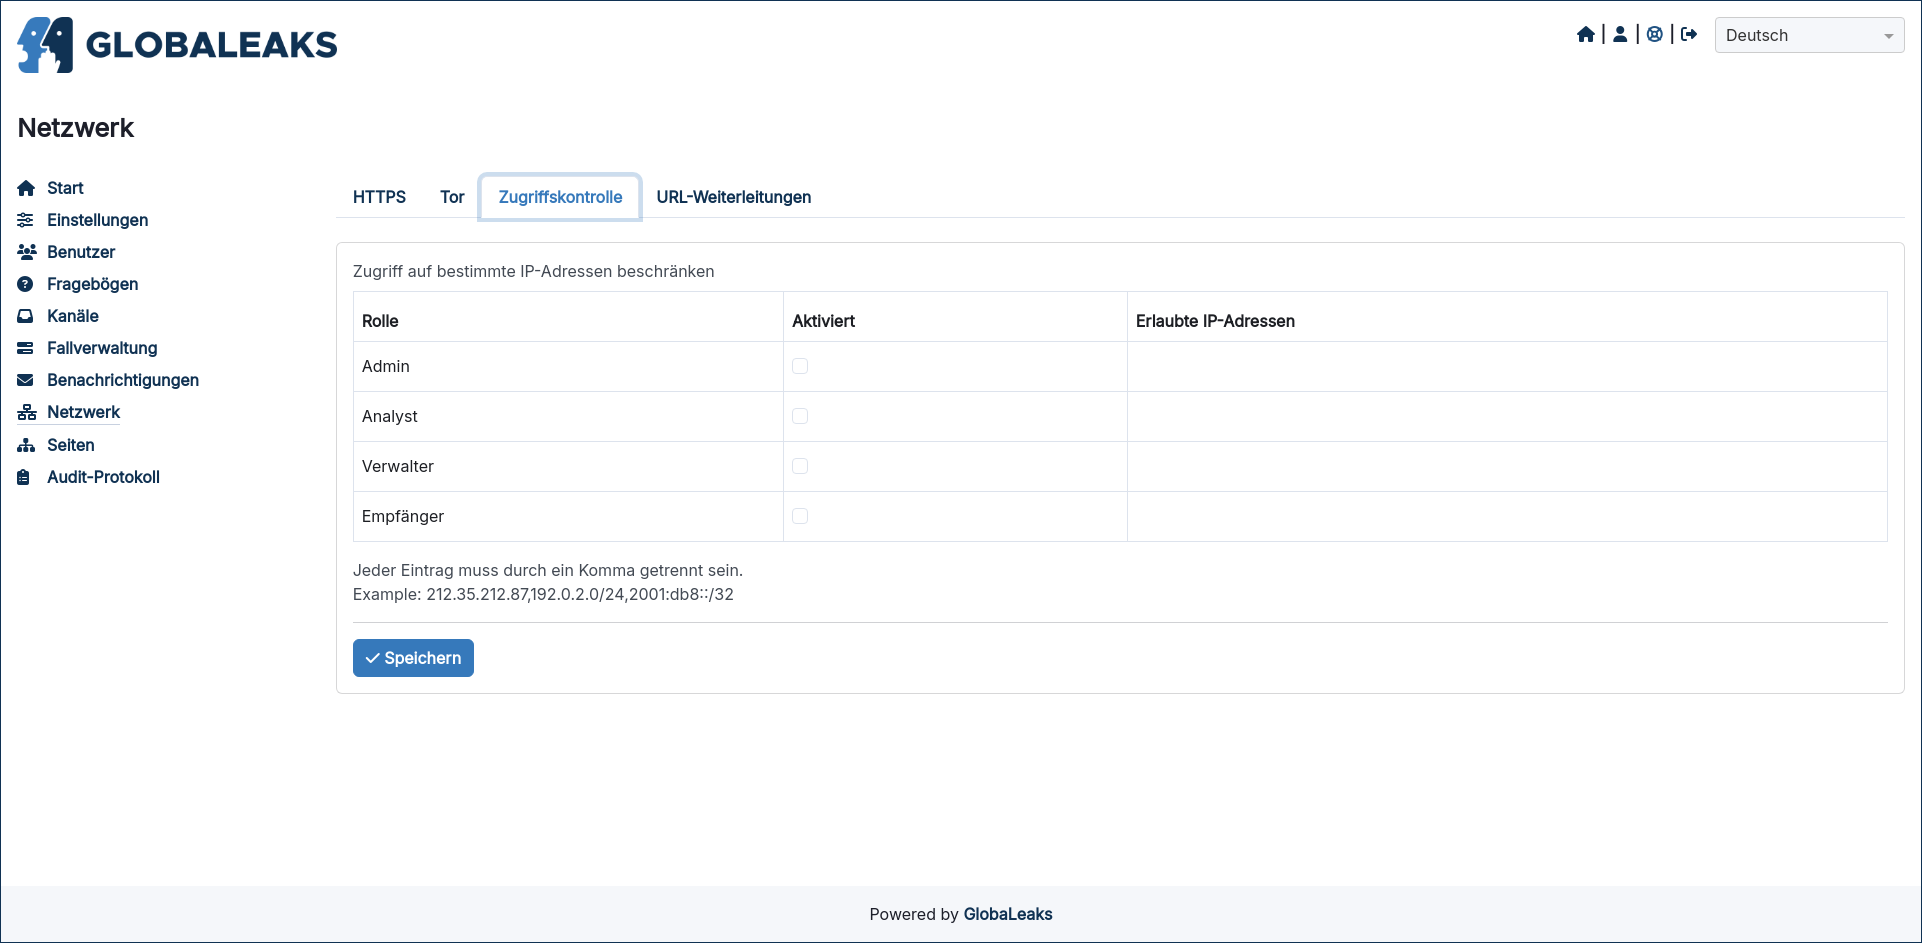 GLOBALEAKS
Deutsch
Netzwerk
Start
Einstellungen
Benutzer
Fragebögen
Kanäle
Fallverwaltung
Benachrichtigungen
Netzwerk
Seiten
Audit-Protokoll
HTTPS Tor Zugriffskontrolle URL-Weiterleitungen
Zugriff auf bestimmte IP-Adressen beschränken
Rolle Aktiviert Erlaubte IP-Adressen
Admin
Analyst
Verwalter
Empfänger
Jeder Eintrag muss durch ein Komma getrennt sein.
Example: 212.35.212.87,192.0.2.0/24,2001:db8::/32
Speichern
Powered by GlobaLeaks